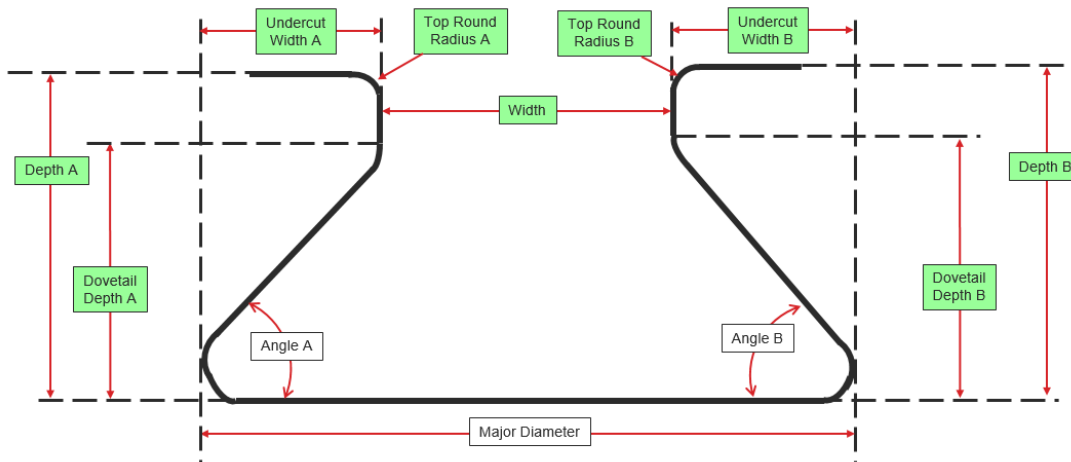 Undercut
Width A
Top Round
Radius A
Top Round
Radius B
Undercut
Width B
Width
Depth A
Depth B
Dovetail
Depth A
Dovetail
Depth B
Angle A
Angle B
Major Diameter